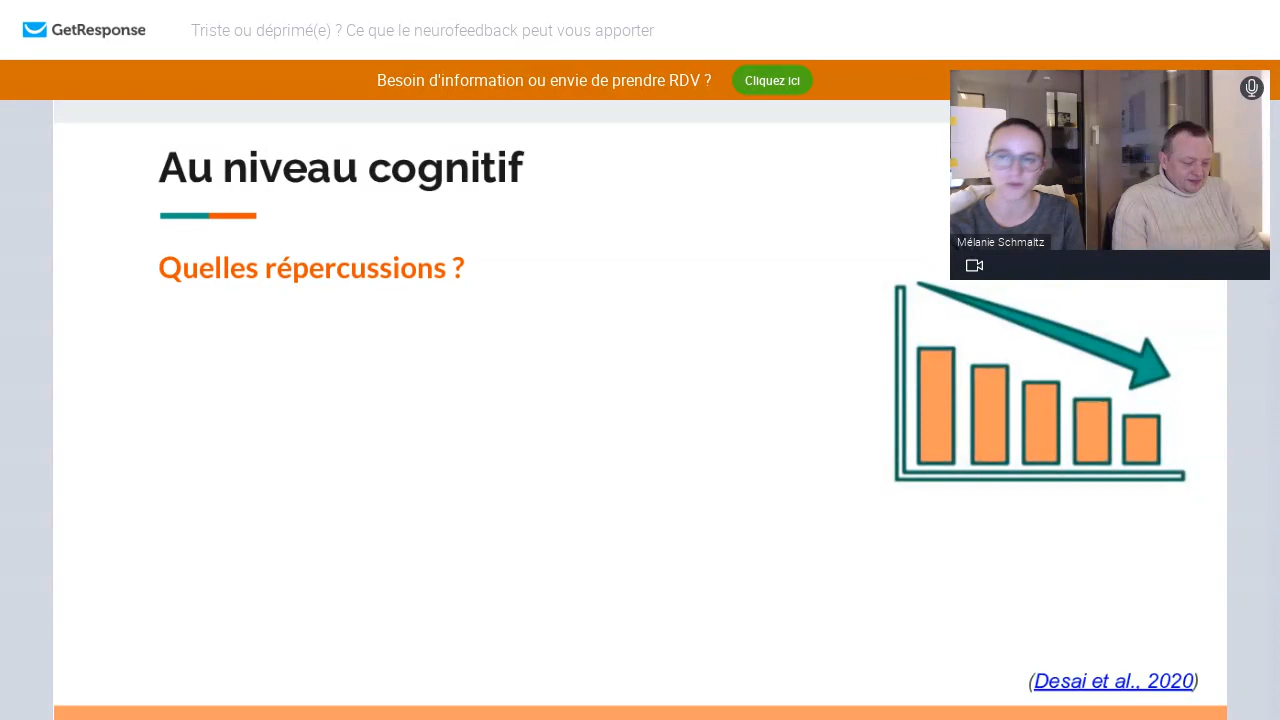 GetResponse
Triste ou déprimé(e) ? Ce que le neurofeedback peut vous apporter
Besoin d'information ou envie de prendre RDV ?
Cliquez ici
Mélanie Schmaltz
Au niveau cognitif
Quelles répercussions ?
(Desai et al., 2020)